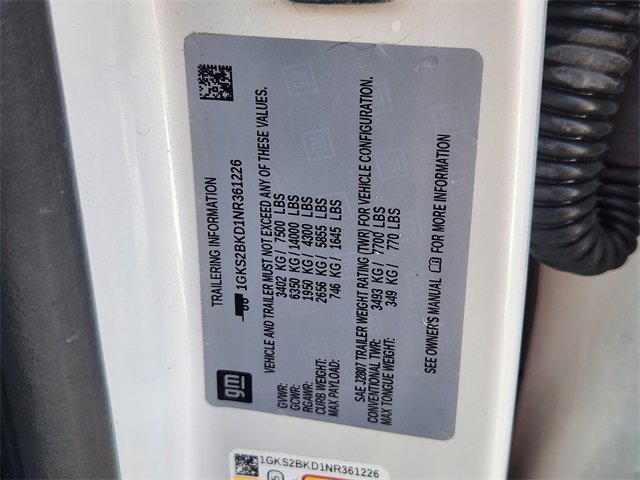 gm
TRAILERING INFORMATION
1GKS2BKD1NR361226
VEHICLE AND TRAILER MUST NOT EXCEED ANY OF THESE VALUES.
GVWR: 3402 KG / 7500 LBS
GCWR: 6350 KG / 14000 LBS
RGAWR: 1950 KG / 4300 LBS
CURB WEIGHT: 2656 KG / 5855 LBS
MAX PAYLOAD: 746 KG / 1645 LBS
SAE J2807 TRAILER WEIGHT RATING (TWR) FOR VEHICLE CONFIGURATION.
CONVENTIONAL TWR: 3493 KG / 7700 LBS
MAX TONGUE WEIGHT: 349 KG / 770 LBS
SEE OWNER'S MANUAL FOR MORE INFORMATION
1GKS2BKD1NR361226